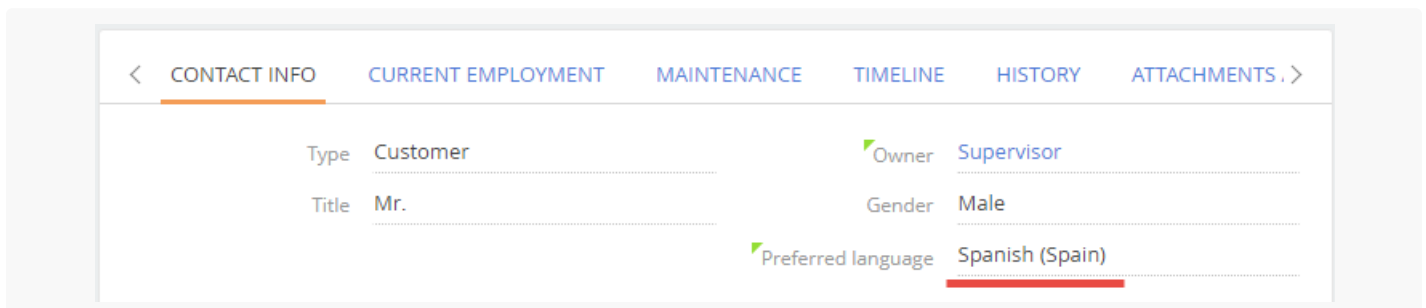 CONTACT INFO CURRENT EMPLOYMENT MAINTENANCE TIMELINE HISTORY ATTACHMENTS
Type Customer Owner Supervisor
Title Mr. Gender Male
Preferred language Spanish (Spain)